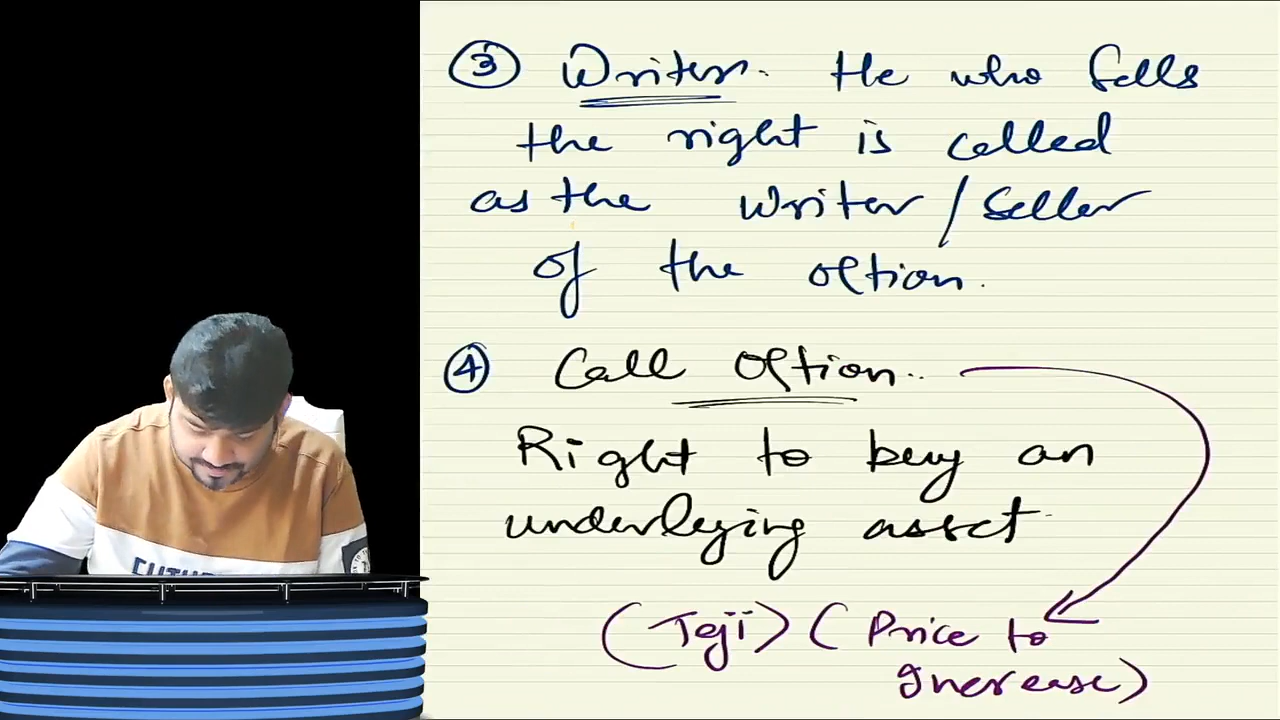 ③ Writer. He who sells
the right is called
as the writer/seller
of the option.
④ Call option..
Right to buy an
underlying asset.
(Teji) (Price to
increase)